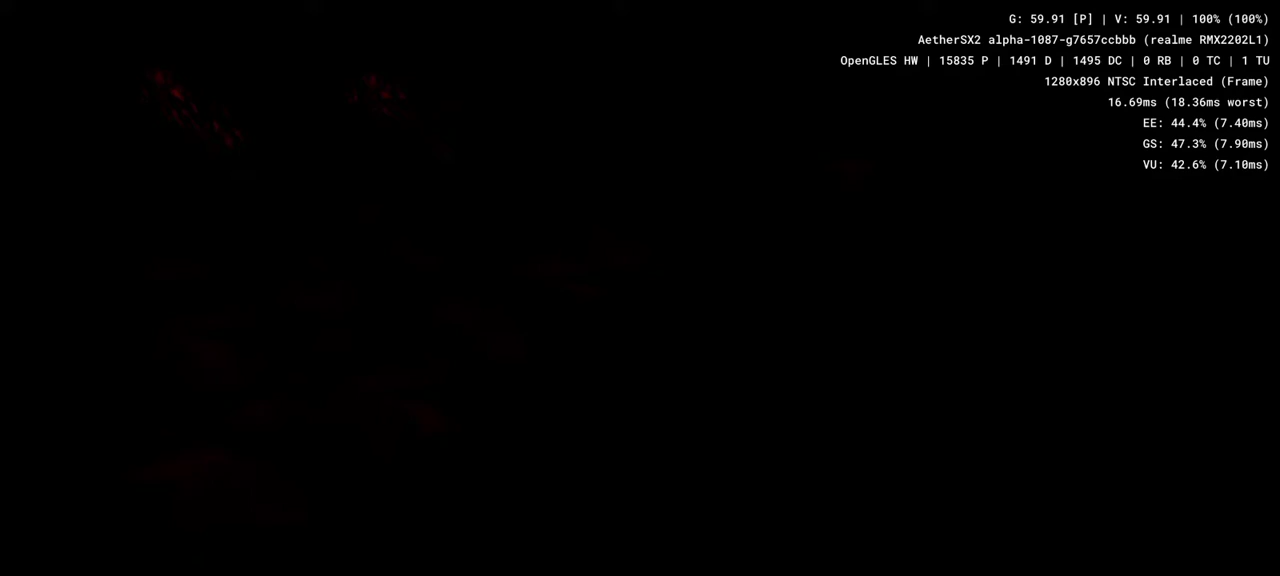 G: 59.91 [P] | V: 59.91 | 100% (100%)
AetherSX2 alpha-1087-g7657ccbbb (realme RMX2202L1)
OpenGLES HW | 15835 P | 1491 D | 1495 DC | 0 RB | 0 TC | 1 TU
1280x896 NTSC Interlaced (Frame)
16.69ms (18.36ms worst)
EE: 44.4% (7.40ms)
GS: 47.3% (7.90ms)
VU: 42.6% (7.10ms)